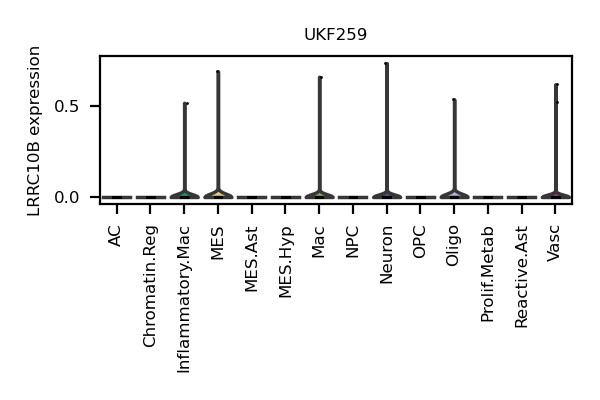 UKF259
LRRC10B expression
0.5
0.0
AC
Chromatin.Reg
Inflammatory.Mac
MES
MES.Ast
MES.Hyp
Mac
NPC
Neuron
OPC
Oligo
Prolif.Metab
Reactive.Ast
Vasc